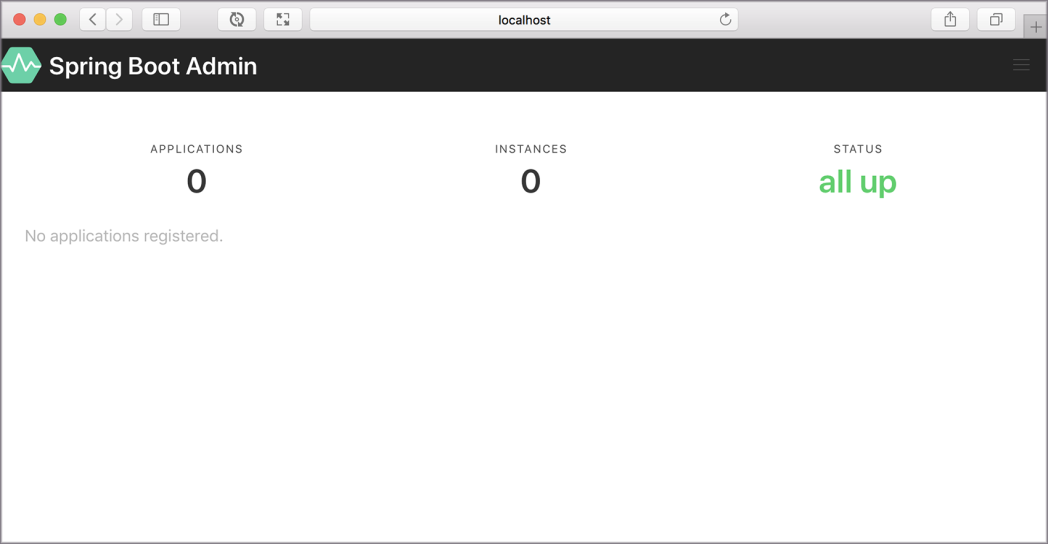 localhost
Spring Boot Admin
APPLICATIONS
0
INSTANCES
0
STATUS
all up
No applications registered.